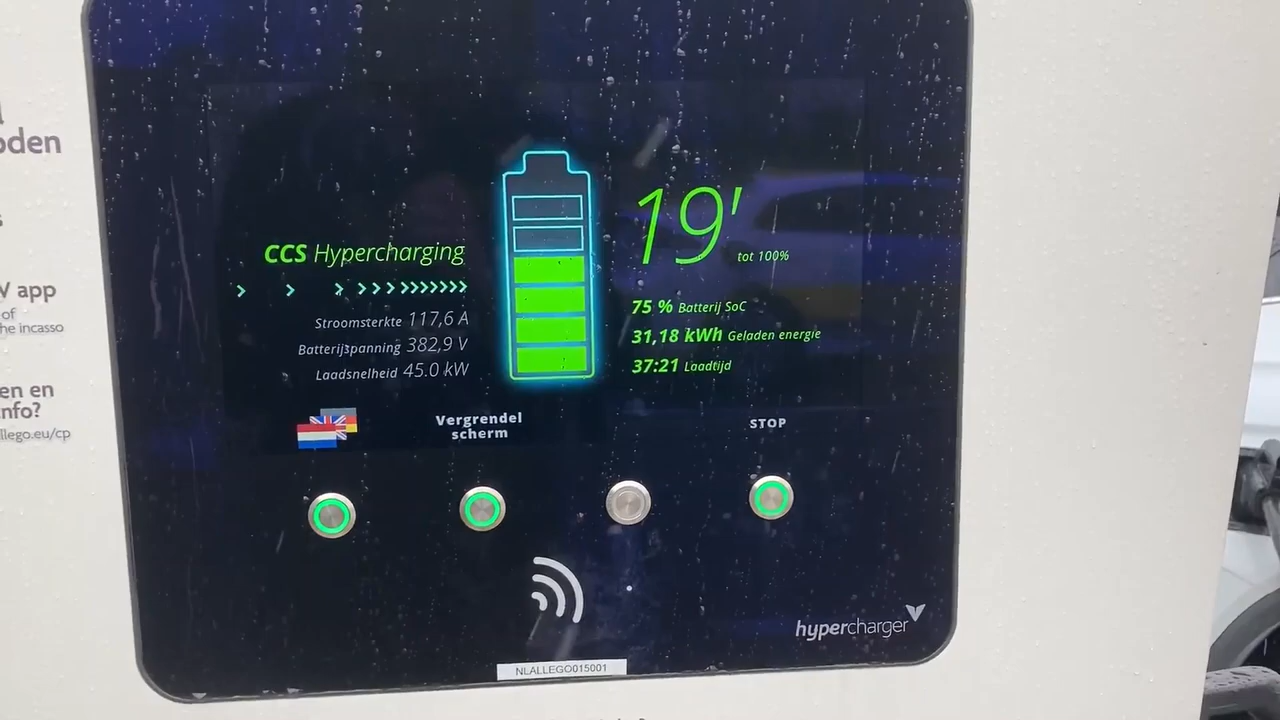 oden
V app
of
he incasso
en en
nfo?
llego.eu/cp
CCS Hypercharging
Stroomsterkte 117,6 A
Batterijspanning 382,9 V
Laadsnelheid 45.0 kW
19'
tot 100%
75 % Batterij SoC
31,18 kWh Geladen energie
37:21 Laadtijd
Vergrendel
scherm
STOP
hypercharger
NLALLEGO015001